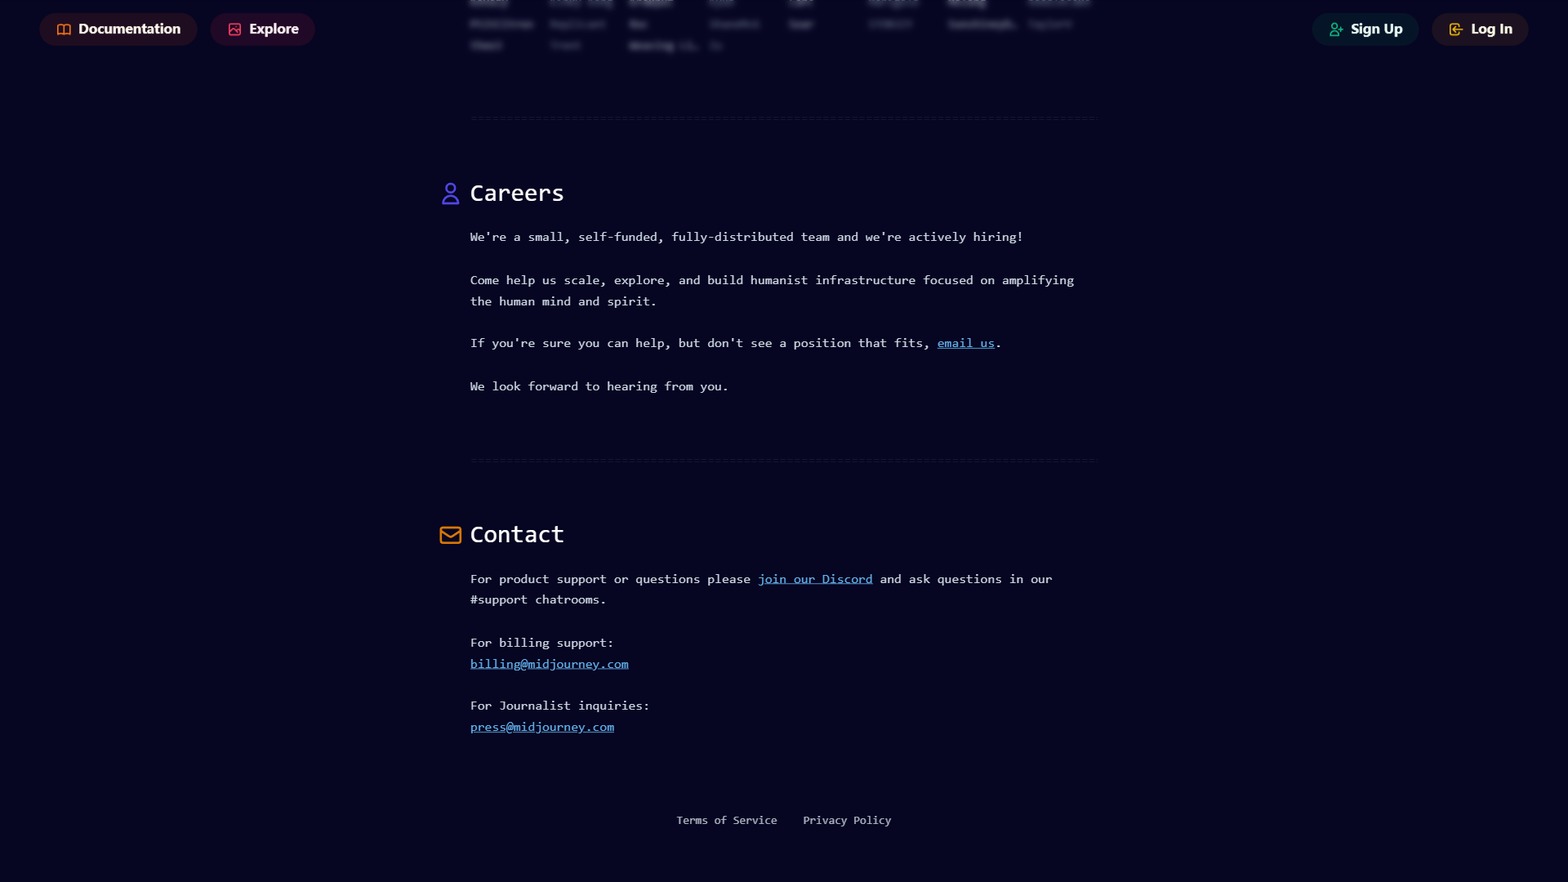 Documentation
Explore
Sign Up
Log In
Careers
We're a small, self-funded, fully-distributed team and we're actively hiring!
Come help us scale, explore, and build humanist infrastructure focused on amplifying
the human mind and spirit.
If you're sure you can help, but don't see a position that fits, email us.
We look forward to hearing from you.
Contact
For product support or questions please join our Discord and ask questions in our
#support chatrooms.
For billing support:
billing@midjourney.com
For Journalist inquiries:
press@midjourney.com
Terms of Service
Privacy Policy